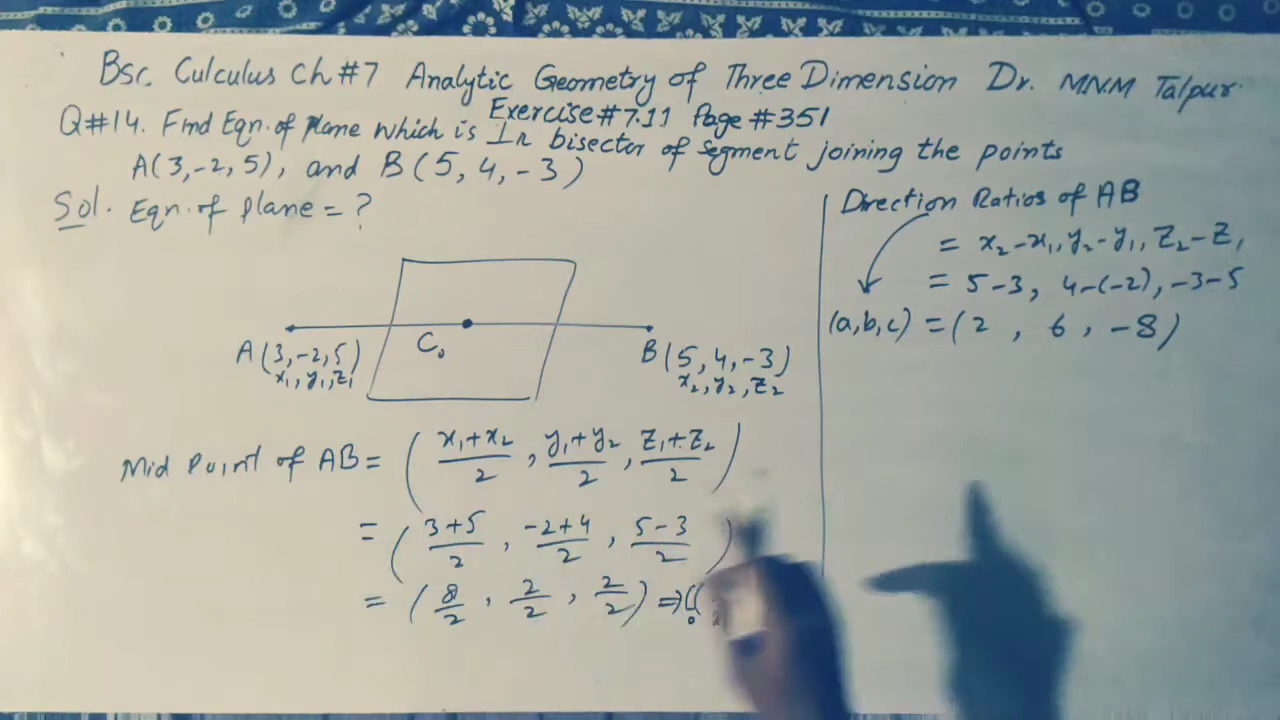 Bsc. Culculus Ch#7 Analytic Geometry of Three Dimension Dr. M.N.M Talpur.
Exercise#7.11 Page#351
Q#14. Find Eqn. of plane which is ⊥r bisector of segment joining the points
A(3,-2,5), and B(5,4,-3)
Sol. Eqn. of plane = ?
A(3,-2,5)
x₁, y₁, z₁
C₀
B(5,4,-3)
x₂, y₂, z₂
Mid Point of AB = ( (x₁+x₂)/2 , (y₁+y₂)/2 , (z₁+z₂)/2 )
= ( (3+5)/2 , (-2+4)/2 , (5-3)/2 )
= ( 8/2 , 2/2 , 2/2 ) ⇒
Direction Ratios of AB
= x₂-x₁, y₂-y₁, z₂-z₁
= 5-3, 4-(-2), -3-5
(a,b,c) = (2 , 6 , -8)